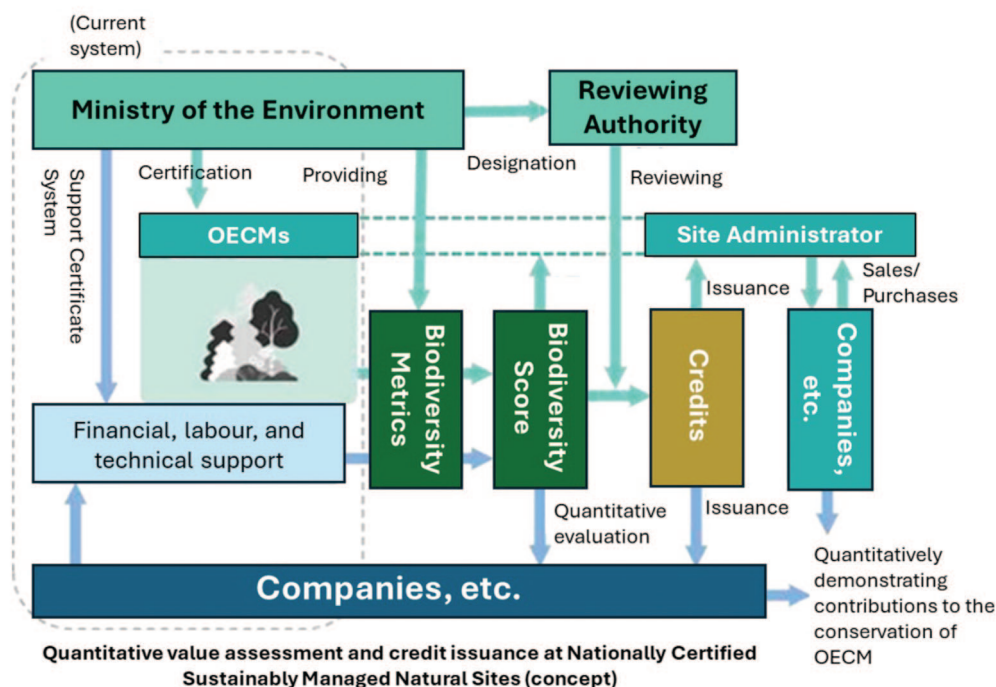 (Current
system)
Ministry of the Environment
Reviewing
Authority
Support Certificate
System
Certification
Providing
Designation
Reviewing
OECMs
Site Administrator
Issuance
Sales/
Purchases
Biodiversity
Metrics
Biodiversity
Score
Credits
Companies,
etc.
Financial, labour, and
technical support
Quantitative
evaluation
Issuance
Companies, etc.
Quantitatively
demonstrating
contributions to the
conservation of
OECM
Quantitative value assessment and credit issuance at Nationally Certified
Sustainably Managed Natural Sites (concept)